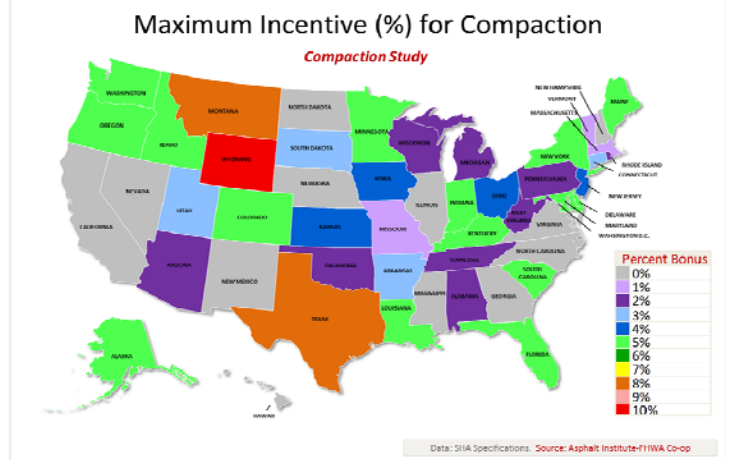 Maximum Incentive (%) for Compaction
Compaction Study
NEW HAMPSHIRE
VERMONT
MASSACHUSETTS
WASHINGTON
MONTANA
NORTH DAKOTA
MAINE
OREGON
IDAHO
MINNESOTA
WISCONSIN
MICHIGAN
NEW YORK
WYOMING
SOUTH DAKOTA
RHODE ISLAND
CONNECTICUT
IOWA
PENNSYLVANIA
NEBRASKA
NEVADA
UTAH
COLORADO
ILLINOIS
INDIANA
OHIO
NEW JERSEY
CALIFORNIA
KANSAS
MISSOURI
WEST VIRGINIA
VIRGINIA
KENTUCKY
DELAWARE
MARYLAND
WASHINGTON D.C.
ARIZONA
NEW MEXICO
OKLAHOMA
ARKANSAS
TENNESSEE
NORTH CAROLINA
SOUTH
CAROLINA
MISSISSIPPI
ALABAMA
GEORGIA
TEXAS
LOUISIANA
FLORIDA
ALASKA
HAWAII
Percent Bonus
0%
1%
2%
3%
4%
5%
6%
7%
8%
9%
10%
Data: SHA Specifications. Source: Asphalt Institute-FHWA Co-op